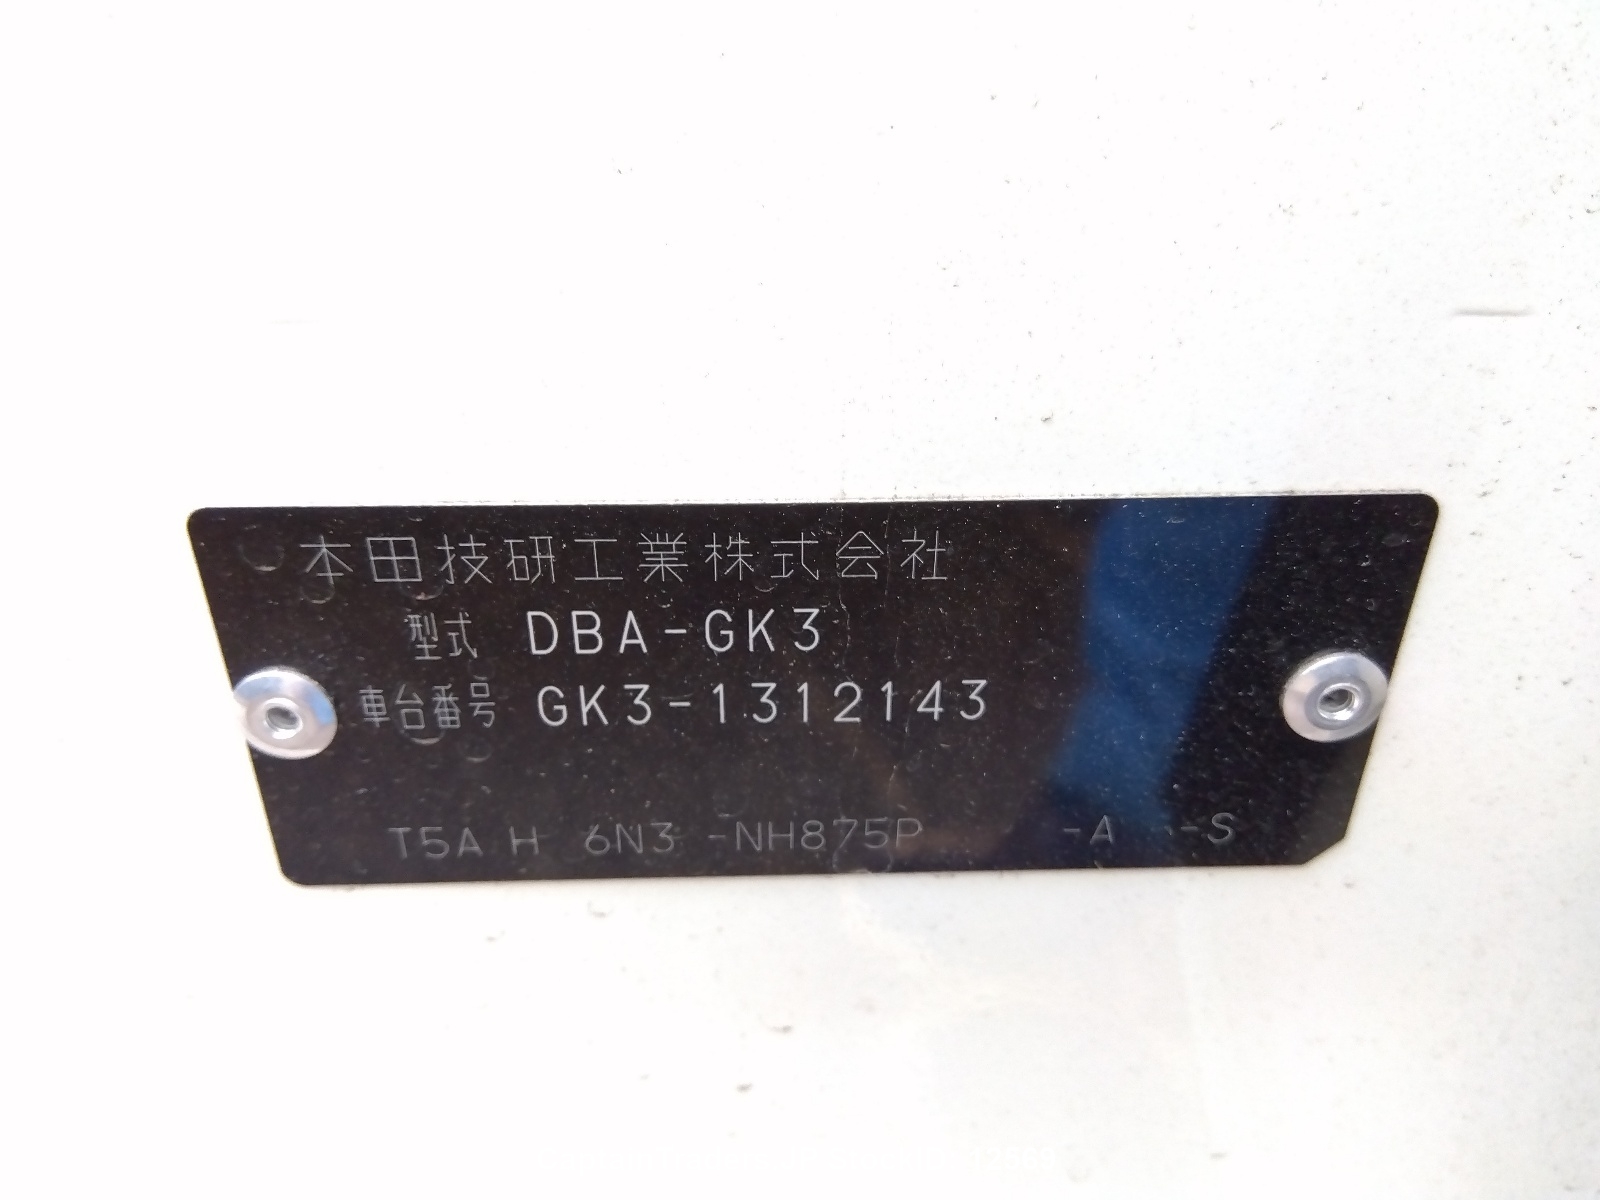 本田技研工業株式会社
型式 DBA-GK3
車台番号 GK3-1312143
T5A H 6N3 -NH875P -A -S